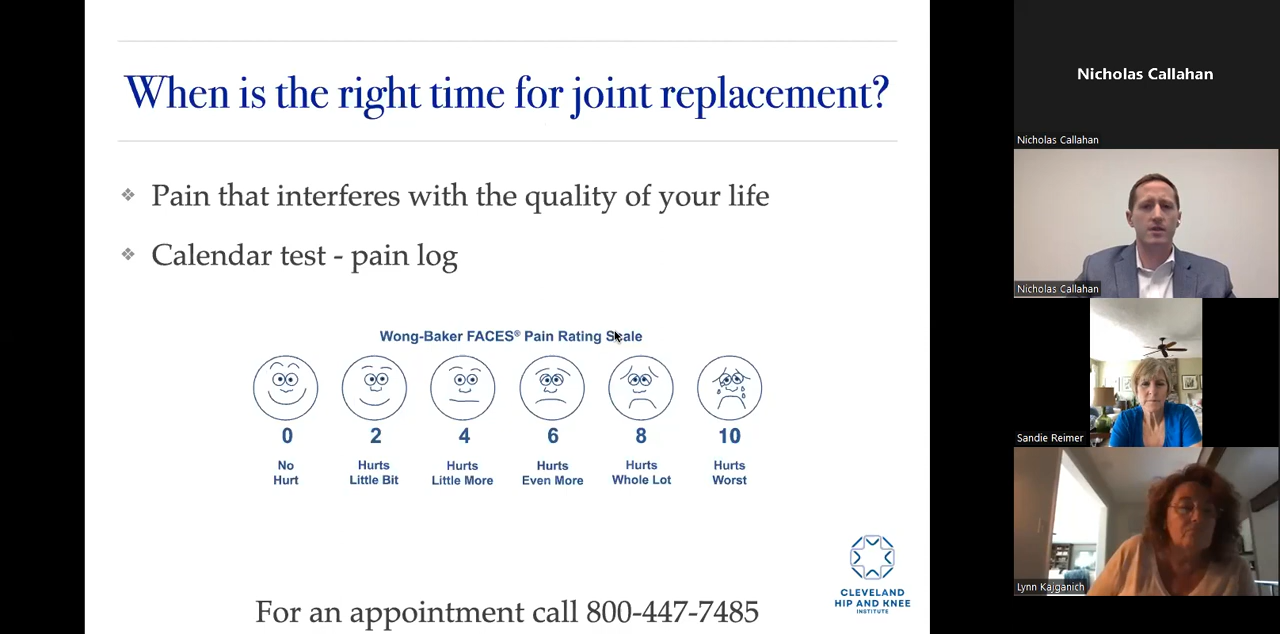 When is the right time for joint replacement?
❖ Pain that interferes with the quality of your life
❖ Calendar test - pain log
Wong-Baker FACES® Pain Rating Scale
0 2 4 6 8 10
No Hurts Hurts Hurts Hurts Hurts
Hurt Little Bit Little More Even More Whole Lot Worst
For an appointment call 800-447-7485
CLEVELAND
HIP AND KNEE
INSTITUTE
Nicholas Callahan
Nicholas Callahan
Nicholas Callahan
Sandie Reimer
Lynn Kajganich